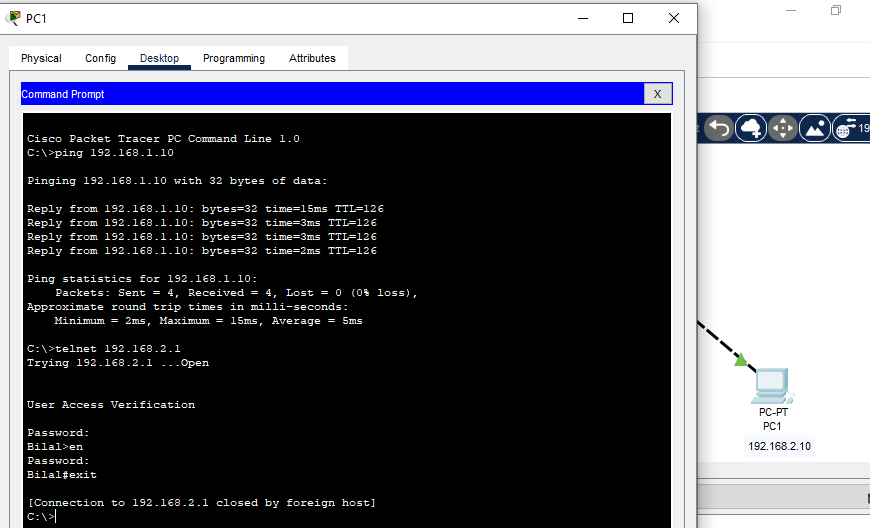 PC1
Physical Config Desktop Programming Attributes
Command Prompt X
Cisco Packet Tracer PC Command Line 1.0
C:\>ping 192.168.1.10
Pinging 192.168.1.10 with 32 bytes of data:
Reply from 192.168.1.10: bytes=32 time=15ms TTL=126
Reply from 192.168.1.10: bytes=32 time=3ms TTL=126
Reply from 192.168.1.10: bytes=32 time=3ms TTL=126
Reply from 192.168.1.10: bytes=32 time=2ms TTL=126
Ping statistics for 192.168.1.10:
Packets: Sent = 4, Received = 4, Lost = 0 (0% loss),
Approximate round trip times in milli-seconds:
Minimum = 2ms, Maximum = 15ms, Average = 5ms
C:\>telnet 192.168.2.1
Trying 192.168.2.1 ...Open
User Access Verification
Password:
Bilal>en
Password:
Bilal#exit
[Connection to 192.168.2.1 closed by foreign host]
C:\>
19
PC-PT
PC1
192.168.2.10